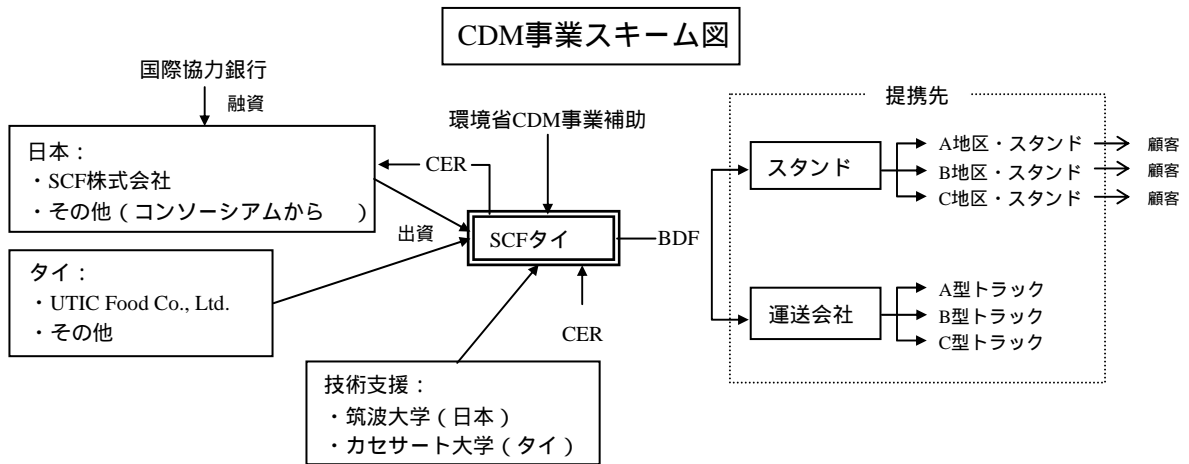 CDM事業スキーム図
国際協力銀行
融資
日本：
・SCF株式会社
・その他（コンソーシアムから　　）
CER
環境省CDM事業補助
出資
SCFタイ
BDF
タイ：
・UTIC Food Co., Ltd.
・その他
CER
技術支援：
・筑波大学（日本）
・カセサート大学（タイ）
提携先
スタンド
A地区・スタンド
顧客
B地区・スタンド
顧客
C地区・スタンド
顧客
運送会社
A型トラック
B型トラック
C型トラック